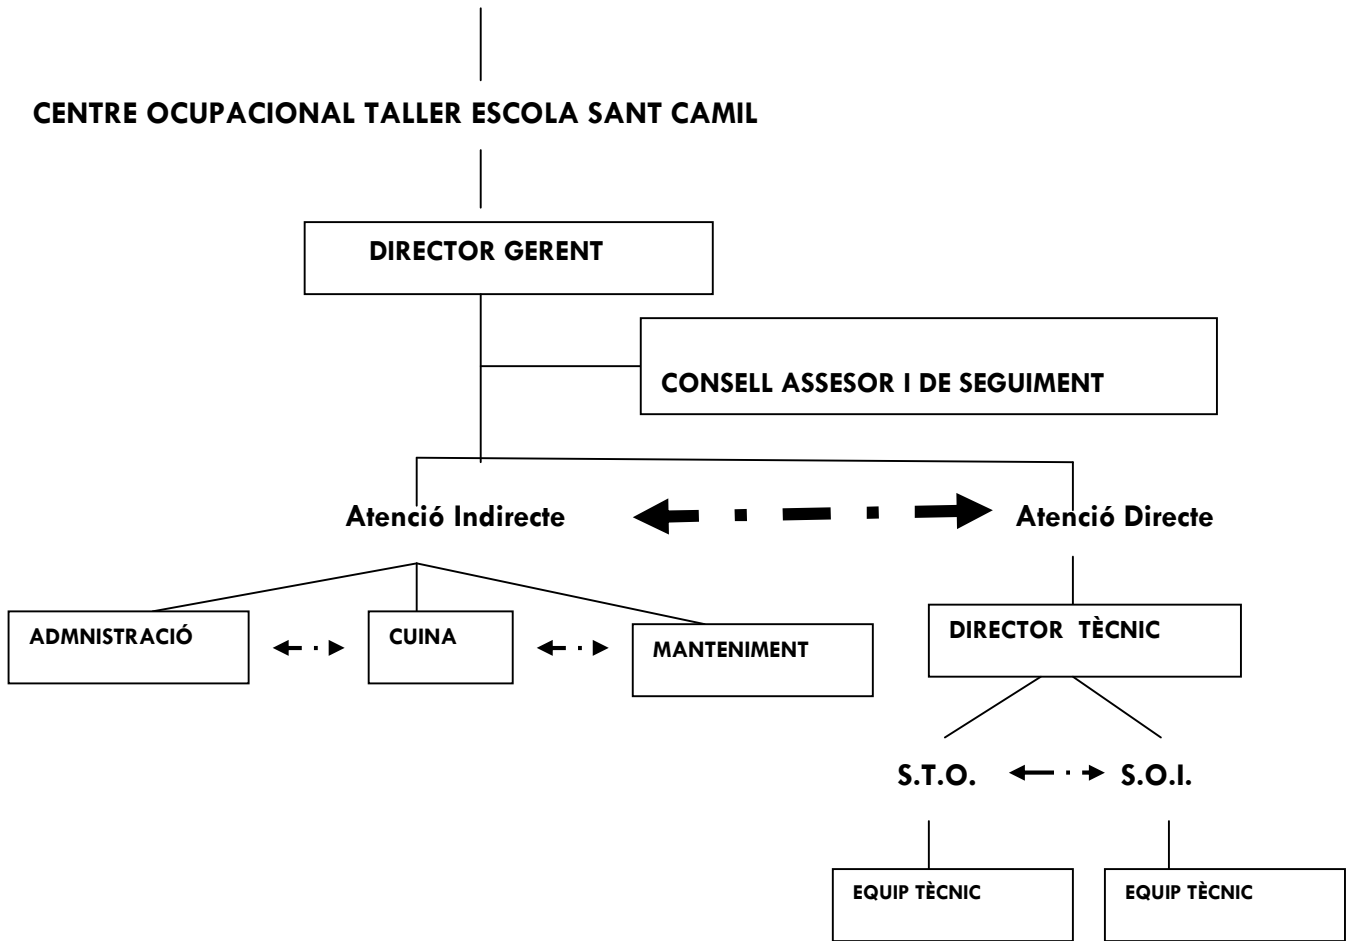 CENTRE OCUPACIONAL TALLER ESCOLA SANT CAMIL
DIRECTOR GERENT
CONSELL ASSESOR I DE SEGUIMENT
Atenció Indirecte
Atenció Directe
ADMNISTRACIÓ
CUINA
MANTENIMENT
DIRECTOR TÈCNIC
S.T.O.
S.O.I.
EQUIP TÈCNIC
EQUIP TÈCNIC